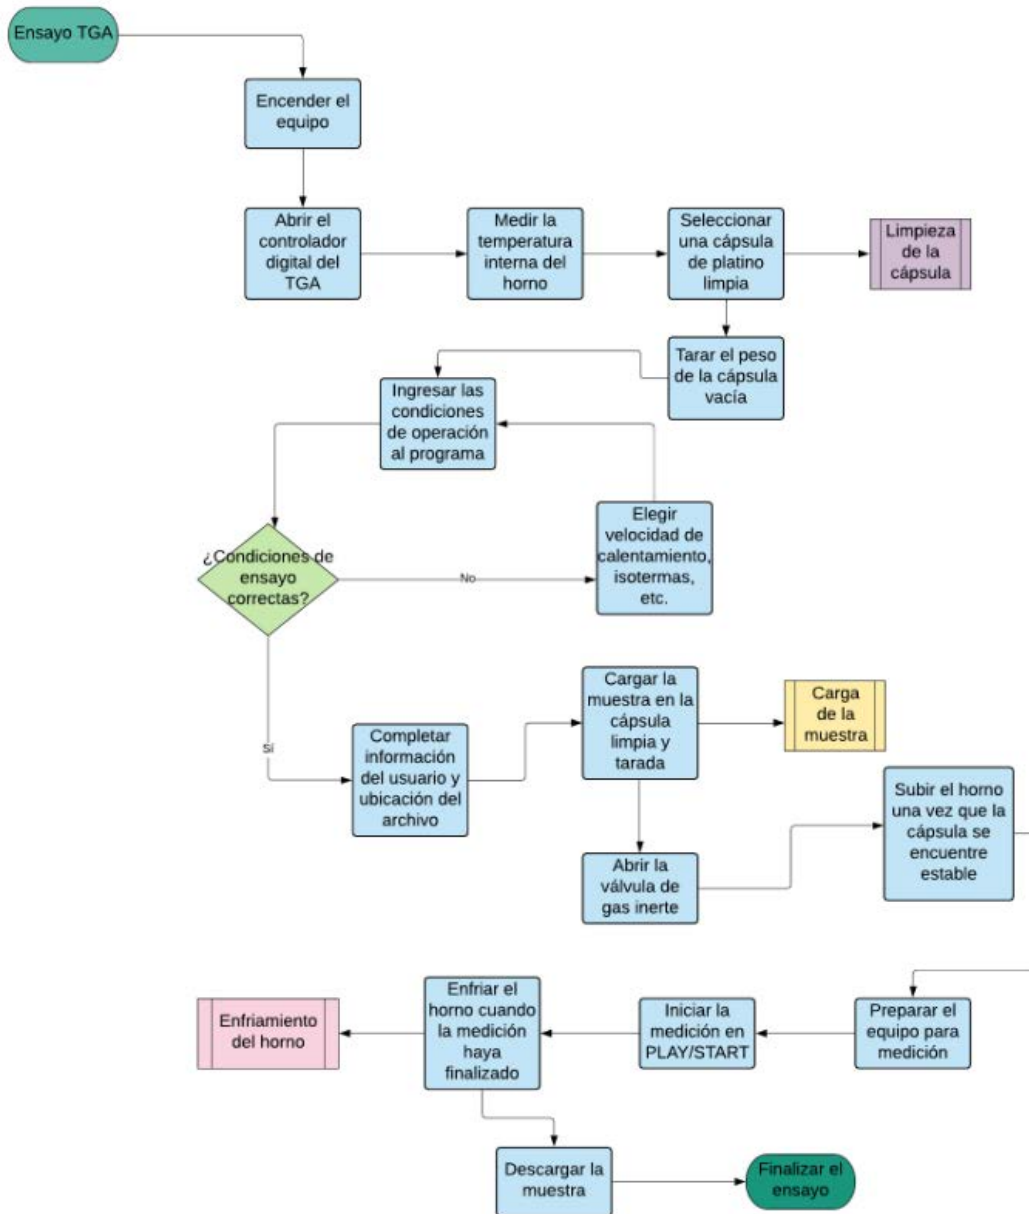 Ensayo TGA
Encender el
equipo
Abrir el
controlador
digital del
TGA
Medir la
temperatura
interna del
horno
Seleccionar
una cápsula
de platino
limpia
Limpieza
de la
cápsula
Tarar el peso
de la cápsula
vacía
Ingresar las
condiciones
de operación
al programa
¿Condiciones de
ensayo
correctas?
No
Elegir
velocidad de
calentamiento,
isotermas,
etc.
Sí
Completar
información
del usuario y
ubicación del
archivo
Cargar la
muestra en la
cápsula
limpia y
tarada
Carga
de la
muestra
Abrir la
válvula de
gas inerte
Subir el horno
una vez que la
cápsula se
encuentre
estable
Preparar el
equipo para
medición
Iniciar la
medición en
PLAY/START
Enfriar el
horno cuando
la medición
haya
finalizado
Enfriamiento
del horno
Descargar la
muestra
Finalizar el
ensayo